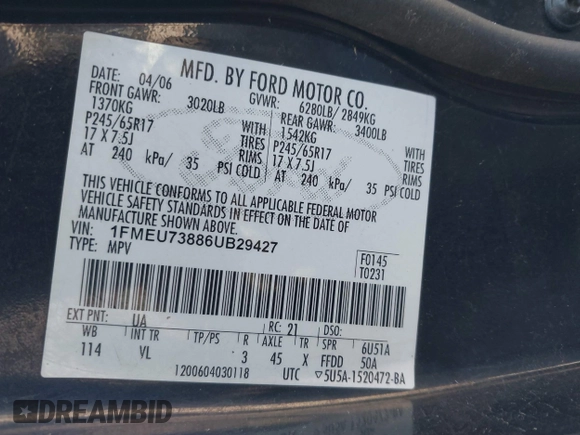 MFD. BY FORD MOTOR CO.
DATE: 04/06 GVWR: 6280LB/ 2849KG
FRONT GAWR: 3020LB REAR GAWR: 3400LB
1370KG WITH 1542KG WITH
P245/65R17 TIRES P245/65R17 TIRES
17 X 7.5J RIMS 17 X 7.5J RIMS
AT 240 kPa/ 35 PSI COLD AT 240 kPa/ 35 PSI COLD
THIS VEHICLE CONFORMS TO ALL APPLICABLE FEDERAL MOTOR
VEHICLE SAFETY STANDARDS IN EFFECT ON THE DATE OF
MANUFACTURE SHOWN ABOVE.
VIN: 1FMEU73886UB29427 F0145
TYPE: MPV T0231
EXT PNT: UA RC: 21 DSO:
WB INT TR TP/PS R AXLE TR SPR 6U51A
114 VL 3 45 X FFDD 50A
1200604030118 UTC ▽5U5A-1520472-BA
DREAMBID